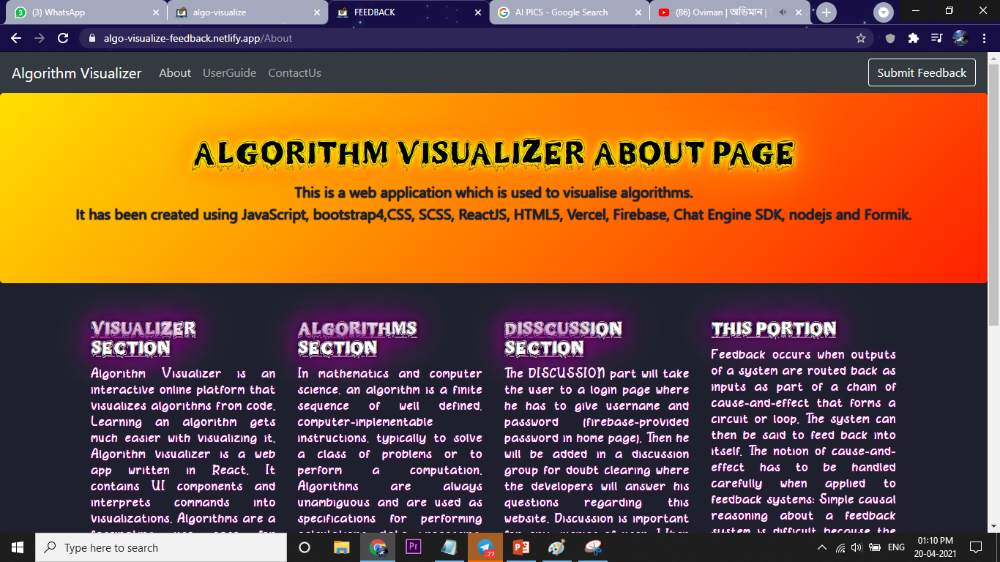 (3) WhatsApp
algo-visualize
FEEDBACK
AI PICS - Google Search
(86) Oviman | অভিমান |
algo-visualize-feedback.netlify.app/About
Algorithm Visualizer About UserGuide ContactUs Submit Feedback
ALGORITHM VISUALIZER ABOUT PAGE
This is a web application which is used to visualise algorithms.
It has been created using JavaScript, bootstrap4,CSS, SCSS, ReactJS, HTML5, Vercel, Firebase, Chat Engine SDK, nodejs and Formik.
VISUALIZER
SECTION
Algorithm Visualizer is an
interactive online platform that
visualizes algorithms from code.
Learning an algorithm gets
much easier with visualizing it.
Algorithm visualizer is a web
app written in React. It
contains UI components and
interprets commands into
visualizations. Algorithms are a
ALGORITHMS
SECTION
In mathematics and computer
science, an algorithm is a finite
sequence of well defined,
computer-implementable
instructions, typically to solve
a class of problems or to
perform a computation.
Algorithms are always
unambiguous and are used as
specifications for performing
DISSCUSSION
SECTION
The DISCUSSION part will take
the user to a login page where
he has to give username and
password (firebase-provided
password in home page). Then he
will be added in a discussion
group for doubt clearing where
the developers will answer his
questions regarding this
website. Discussion is important
THIS PORTION
Feedback occurs when outputs
of a system are routed back as
inputs as part of a chain of
cause-and-effect that forms a
circuit or loop. The system can
then be said to feed back into
itself. The notion of cause-and-
effect has to be handled
carefully when applied to
feedback systems: Simple causal
reasoning about a feedback
system is difficult because the
Type here to search
Pr
77
ENG
01:10 PM
20-04-2021